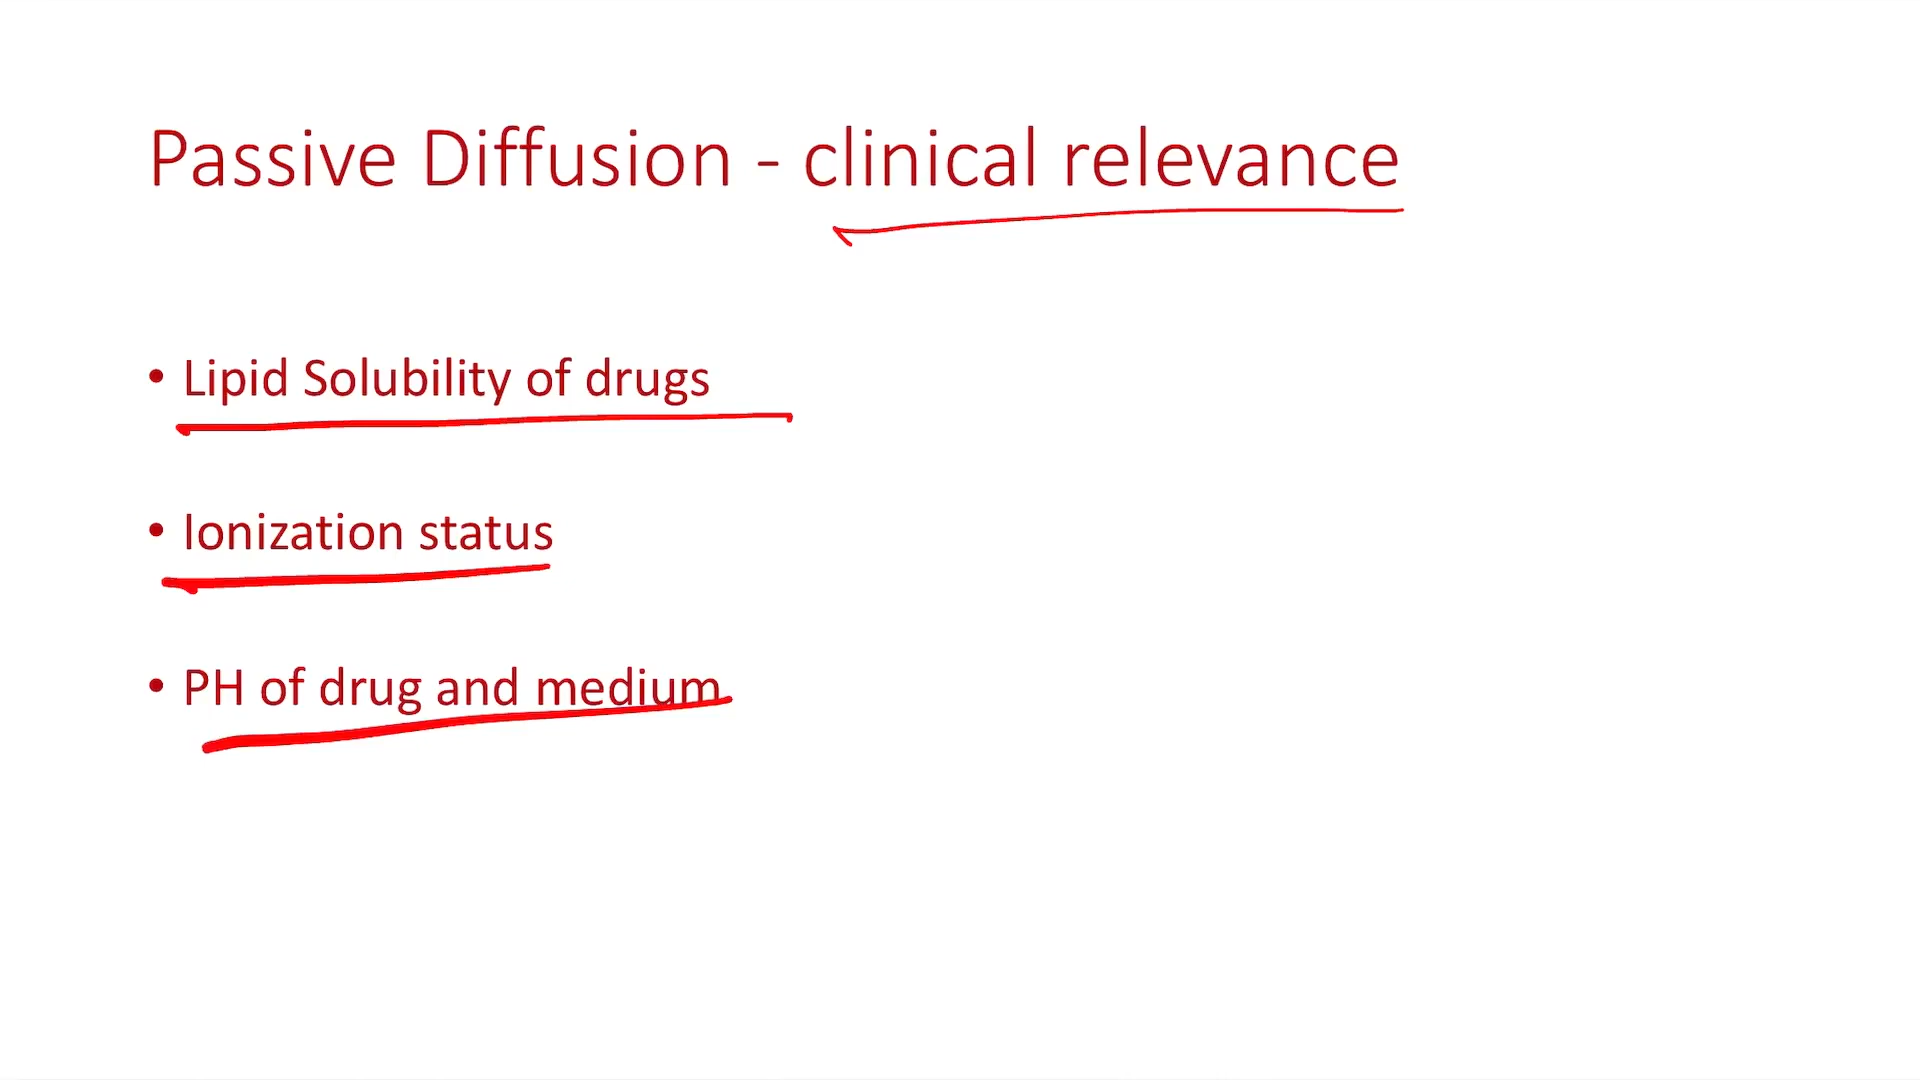 Passive Diffusion - clinical relevance
• Lipid Solubility of drugs
• Ionization status
• PH of drug and medium